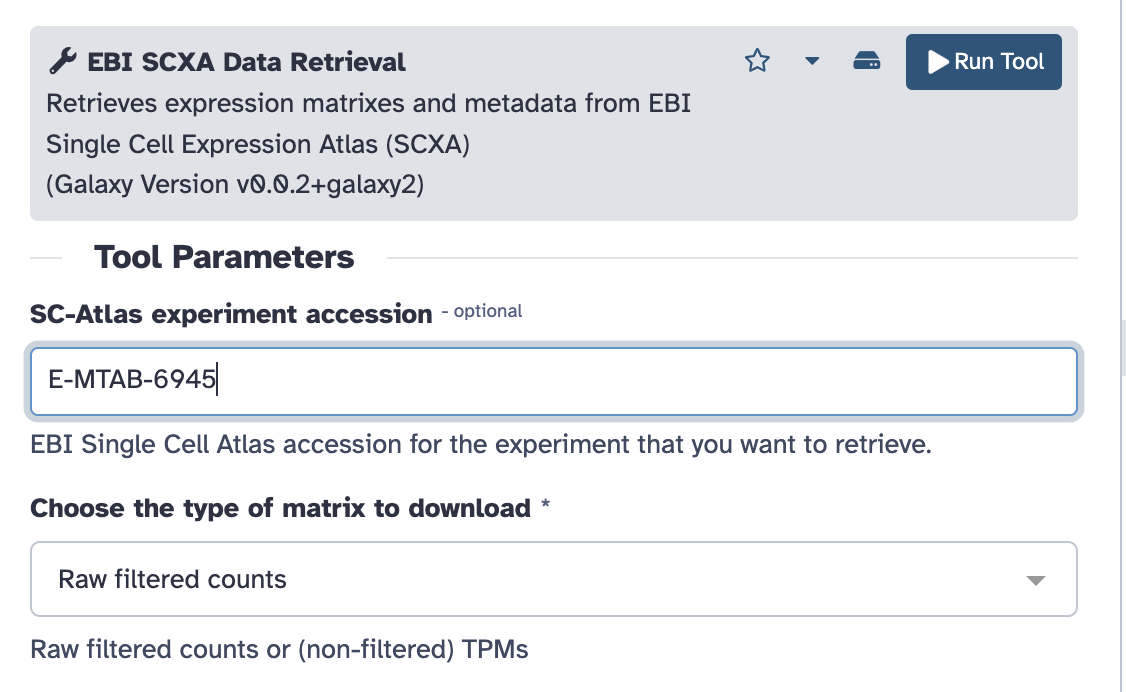 EBI SCXA Data Retrieval
Run Tool
Retrieves expression matrixes and metadata from EBI
Single Cell Expression Atlas (SCXA)
(Galaxy Version v0.0.2+galaxy2)
Tool Parameters
SC-Atlas experiment accession - optional
E-MTAB-6945
EBI Single Cell Atlas accession for the experiment that you want to retrieve.
Choose the type of matrix to download *
Raw filtered counts
Raw filtered counts or (non-filtered) TPMs